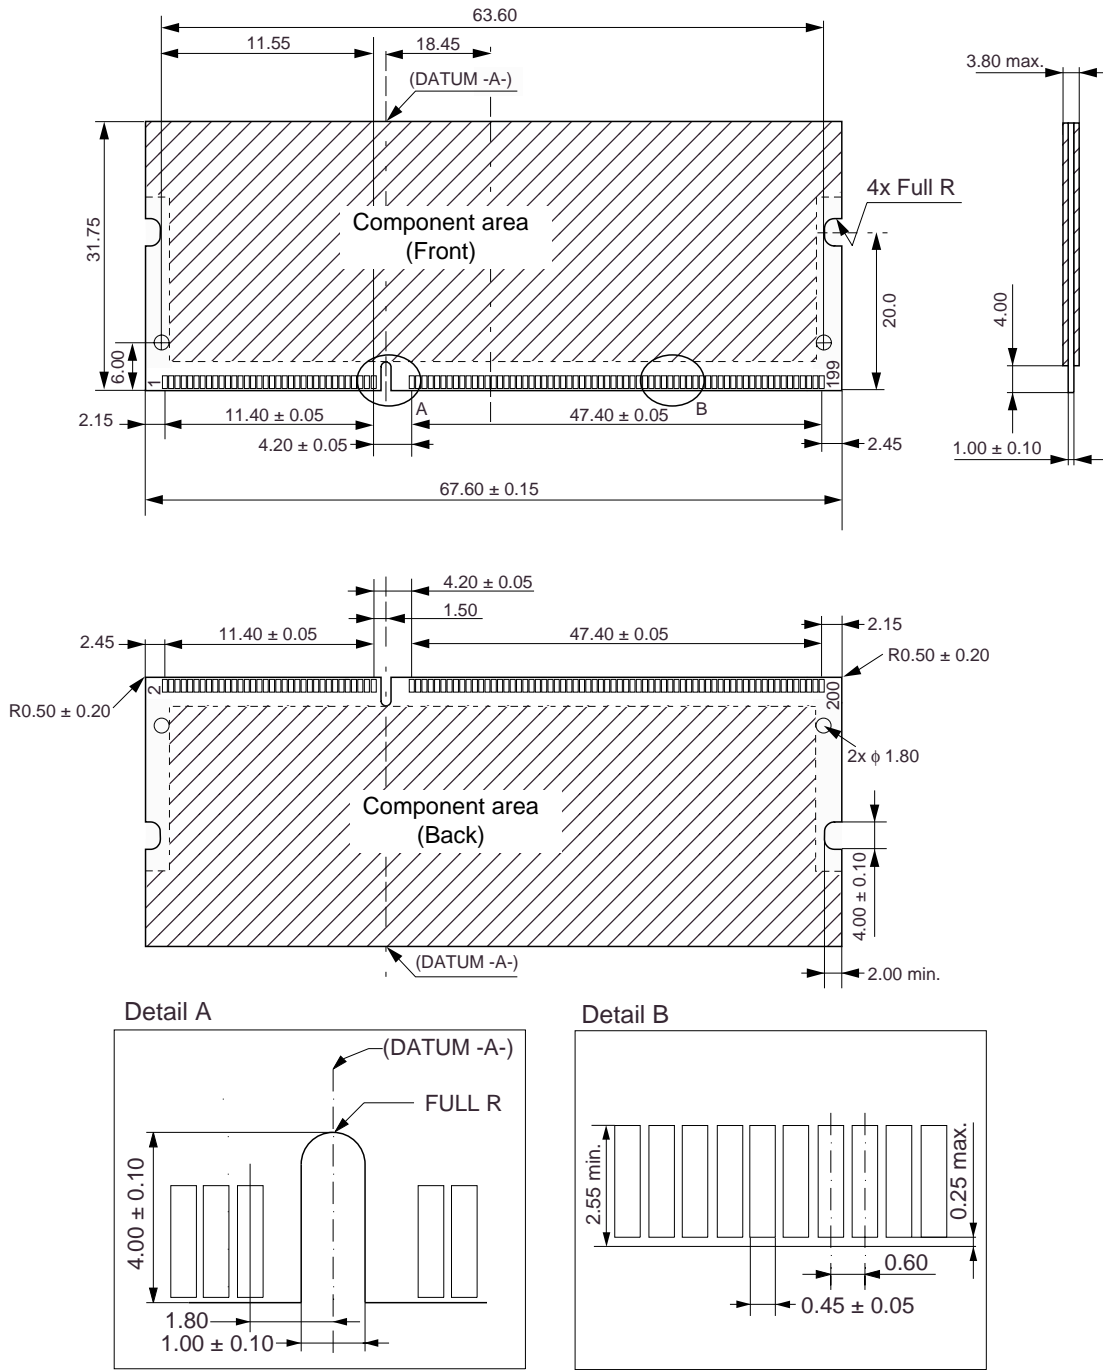 63.60
11.55
18.45
(DATUM -A-)
3.80 max.
4x Full R
Component area
(Front)
31.75
20.0
4.00
6.00
1
199
A
B
2.15
11.40 ± 0.05
47.40 ± 0.05
2.45
4.20 ± 0.05
1.00 ± 0.10
67.60 ± 0.15
4.20 ± 0.05
1.50
2.45
11.40 ± 0.05
47.40 ± 0.05
2.15
R0.50 ± 0.20
R0.50 ± 0.20
2
200
2x ϕ 1.80
Component area
(Back)
4.00 ± 0.10
(DATUM -A-)
2.00 min.
Detail A
(DATUM -A-)
FULL R
4.00 ± 0.10
1.80
1.00 ± 0.10
Detail B
2.55 min.
0.25 max.
0.60
0.45 ± 0.05